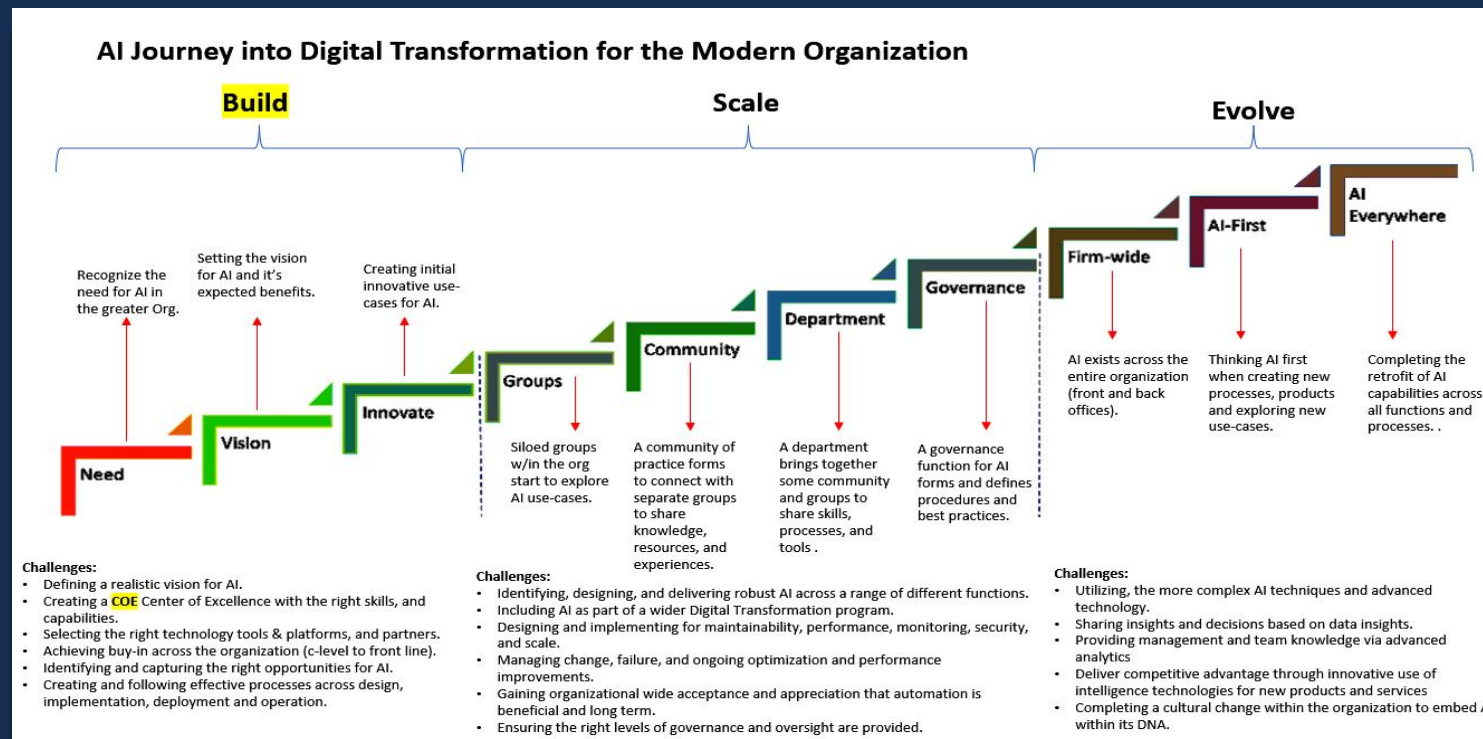 AI Journey into Digital Transformation for the Modern Organization
Build
Scale
Evolve
Recognize the
need for AI in
the greater Org.
Setting the vision
for AI and it's
expected benefits.
Creating initial
innovative use-
cases for AI.
Need
Vision
Innovate
Groups
Community
Department
Governance
Firm-wide
AI-First
AI
Everywhere
Siloed groups
w/in the org
start to explore
AI use-cases.
A community of
practice forms
to connect with
separate groups
to share
knowledge,
resources, and
experiences.
A department
brings together
some community
and groups to
share skills,
processes, and
tools .
A governance
function for AI
forms and defines
procedures and
best practices.
AI exists across the
entire organization
(front and back
offices).
Thinking AI first
when creating new
processes, products
and exploring new
use-cases.
Completing the
retrofit of AI
capabilities across
all functions and
processes. .
Challenges:
• Defining a realistic vision for AI.
• Creating a COE Center of Excellence with the right skills, and
capabilities.
• Selecting the right technology tools & platforms, and partners.
• Achieving buy-in across the organization (c-level to front line).
• Identifying and capturing the right opportunities for AI.
• Creating and following effective processes across design,
implementation, deployment and operation.
Challenges:
• Identifying, designing, and delivering robust AI across a range of different functions.
• Including AI as part of a wider Digital Transformation program.
• Designing and implementing for maintainability, performance, monitoring, security,
and scale.
• Managing change, failure, and ongoing optimization and performance
improvements.
• Gaining organizational wide acceptance and appreciation that automation is
beneficial and long term.
• Ensuring the right levels of governance and oversight are provided.
Challenges:
• Utilizing, the more complex AI techniques and advanced
technology.
• Sharing insights and decisions based on data insights.
• Providing management and team knowledge via advanced
analytics
• Deliver competitive advantage through innovative use of
intelligence technologies for new products and services
• Completing a cultural change within the organization to embed
within its DNA.